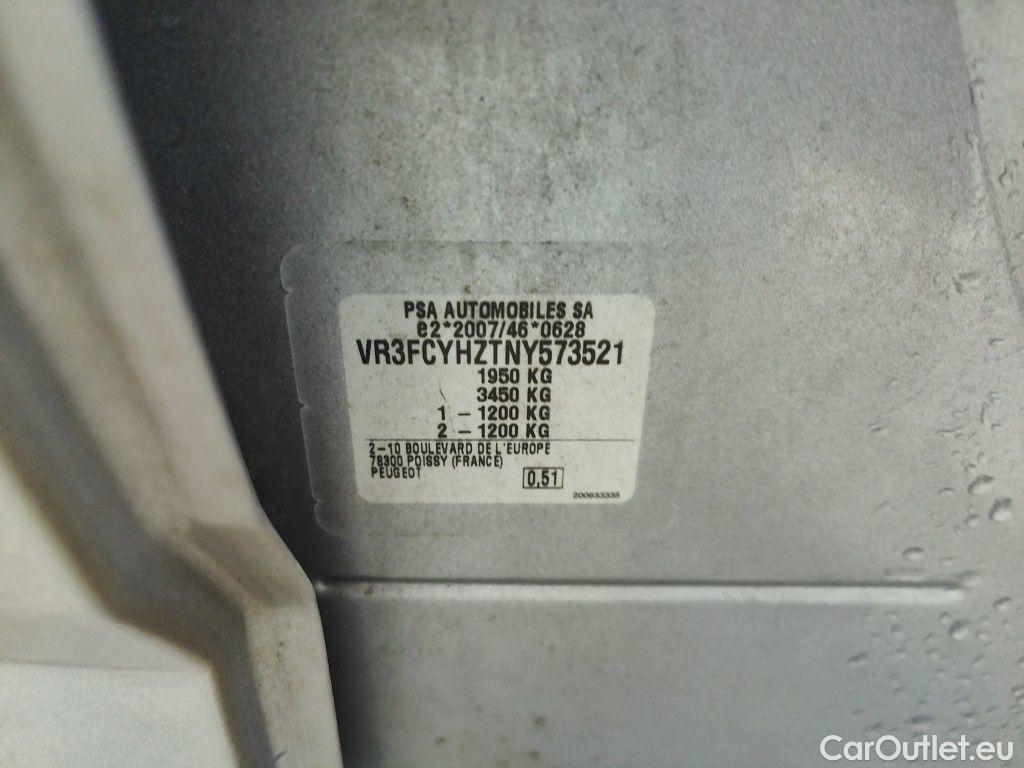 PSA AUTOMOBILES SA
e2*2007/46*0628
VR3FCYHZTNY573521
1950 KG
3450 KG
1 – 1200 KG
2 – 1200 KG
2–10 BOULEVARD DE L'EUROPE
78300 POISSY (FRANCE)
PEUGEOT
0,51
200633335
CarOutlet.eu